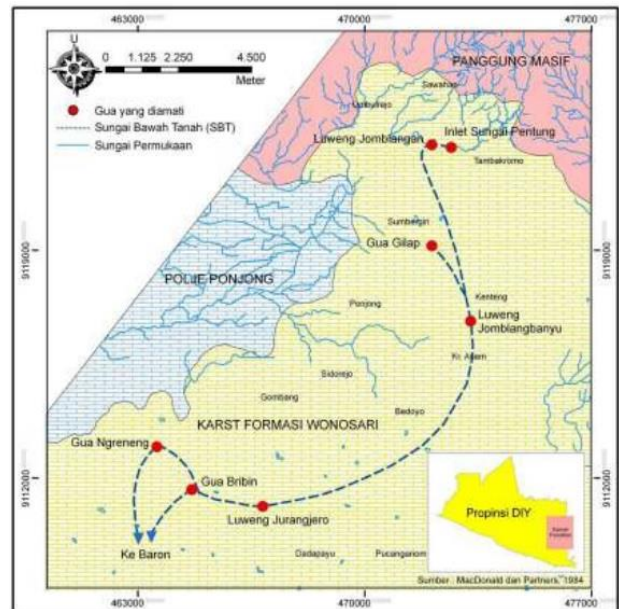 463000 470000 477000
U
0 1.125 2.250 4.500
Meter
Gua yang diamati
Sungai Bawah Tanah (SBT)
Sungai Permukaan
PANGGUNG MASIF
Sawahan
Luweng Jomblangan
Inlet Sungai Pentung
Tambakromo
9119000 9119000
Sumbergiri
Gua Gilap
POLJE PONJONG
Ponjong
Kenteng
Luweng
Jomblangbanyu
Sidorejo
Gombang
Bedoyo
KARST FORMASI WONOSARI
Gua Ngreneng
Gua Bribin
9112000 9112000
Luweng Jurangjero
Propinsi DIY
Ke Baron
Dadapayu
Pucanganom
Sumber : MacDonald dan Partners, 1984
463000 470000 477000